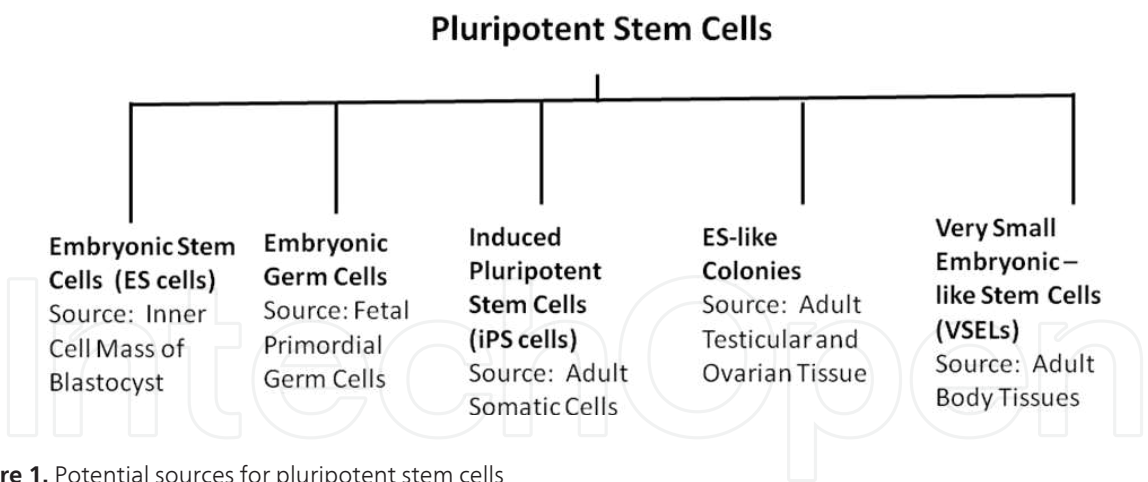 Pluripotent Stem Cells
Embryonic Stem
Cells (ES cells)
Source: Inner
Cell Mass of
Blastocyst
Embryonic
Germ Cells
Source: Fetal
Primordial
Germ Cells
Induced
Pluripotent
Stem Cells
(iPS cells)
Source: Adult
Somatic Cells
ES-like
Colonies
Source: Adult
Testicular and
Ovarian Tissue
Very Small
Embryonic–
like Stem Cells
(VSELs)
Source: Adult
Body Tissues
IntechOpen
re 1. Potential sources for pluripotent stem cells